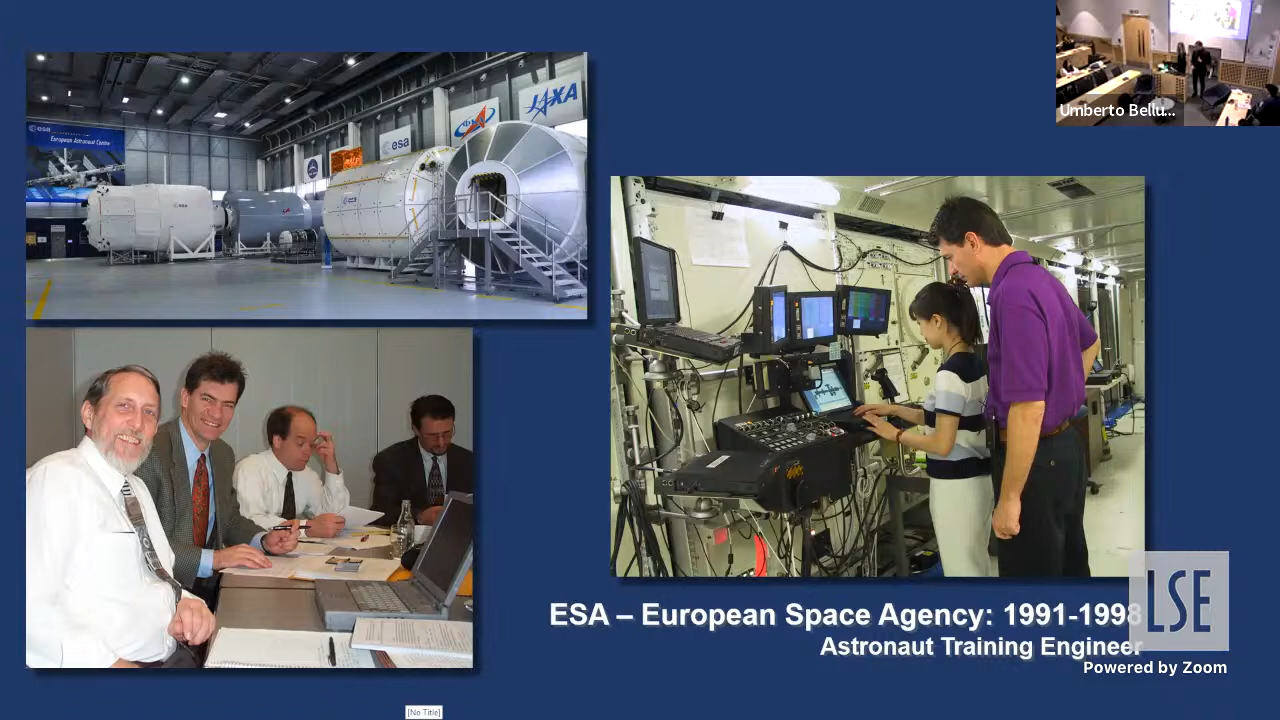 Umberto Bellu...
esa
European Astronaut Centre
esa
JAXA
esa
ESA – European Space Agency: 1991-1998
Astronaut Training Engineer
LSE
Powered by Zoom
[No Title]